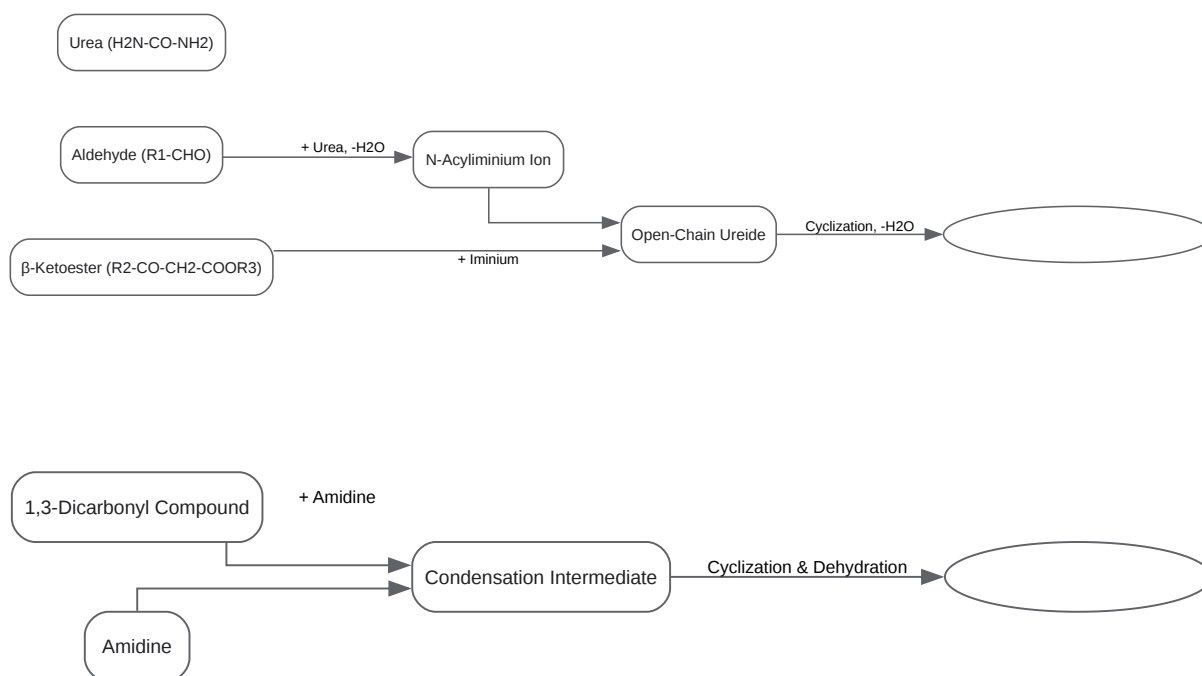 Urea (H2N-CO-NH2)
Aldehyde (R1-CHO)
+ Urea, -H2O
N-Acyliminium Ion
β-Ketoester (R2-CO-CH2-COOR3)
+ Iminium
Open-Chain Ureide
Cyclization, -H2O
1,3-Dicarbonyl Compound
+ Amidine
Condensation Intermediate
Cyclization & Dehydration
Amidine